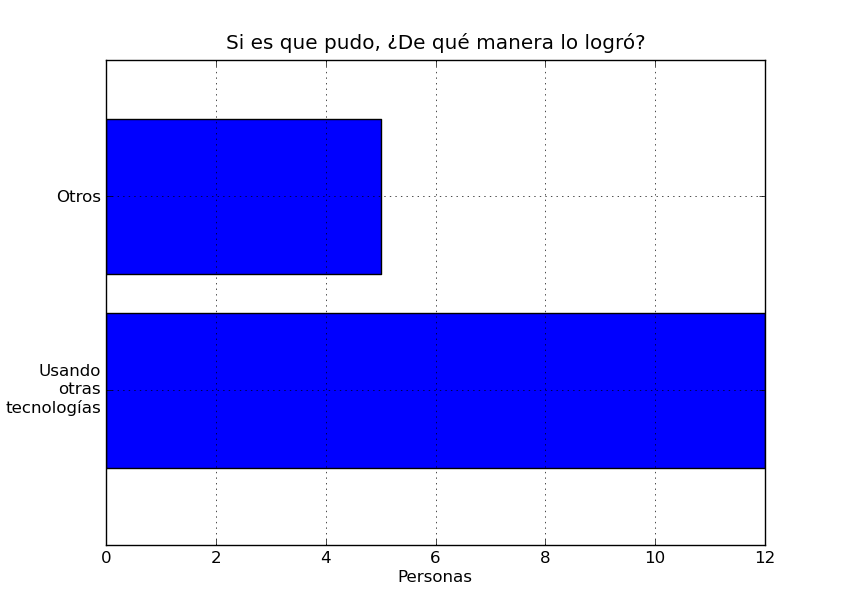 Si es que pudo, ¿De qué manera lo logró?
Otros
Usando
otras
tecnologías
0 2 4 6 8 10 12
Personas